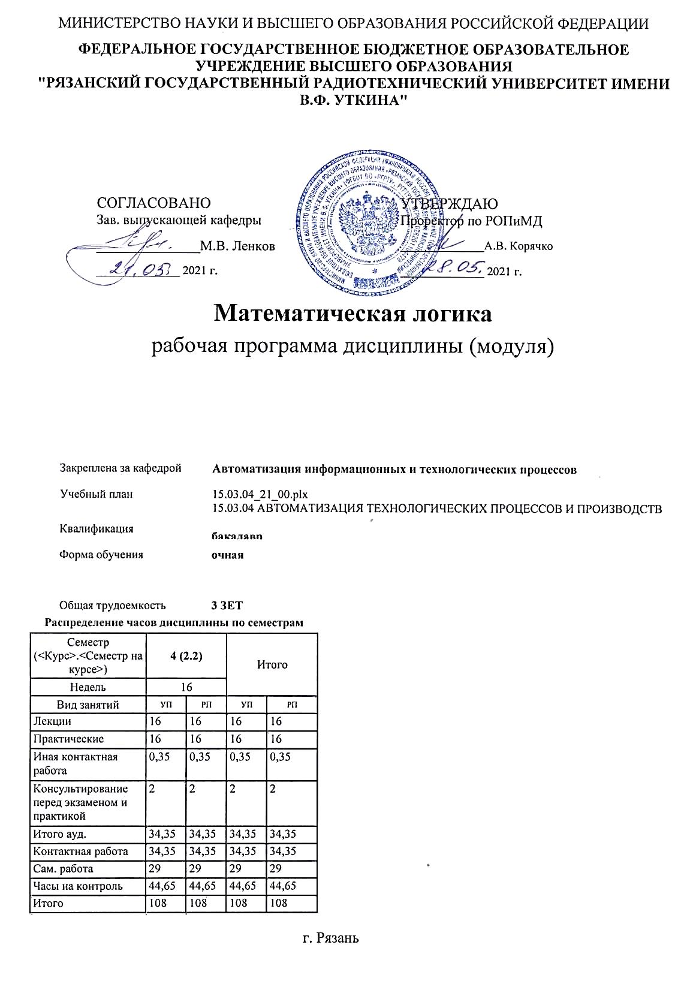 МИНИСТЕРСТВО НАУКИ И ВЫСШЕГО ОБРАЗОВАНИЯ РОССИЙСКОЙ ФЕДЕРАЦИИ
ФЕДЕРАЛЬНОЕ ГОСУДАРСТВЕННОЕ БЮДЖЕТНОЕ ОБРАЗОВАТЕЛЬНОЕ
УЧРЕЖДЕНИЕ ВЫСШЕГО ОБРАЗОВАНИЯ
"РЯЗАНСКИЙ ГОСУДАРСТВЕННЫЙ РАДИОТЕХНИЧЕСКИЙ УНИВЕРСИТЕТ ИМЕНИ
В.Ф. УТКИНА"
СОГЛАСОВАНО
Зав. выпускающей кафедры
М.В. Ленков
21.05 2021 г.
УТВЕРЖДАЮ
Проректор по РОПиМД
А.В. Корячко
28.05. 2021 г.
Математическая логика
рабочая программа дисциплины (модуля)
Закреплена за кафедрой Автоматизация информационных и технологических процессов
Учебный план 15.03.04_21_00.plx
15.03.04 АВТОМАТИЗАЦИЯ ТЕХНОЛОГИЧЕСКИХ ПРОЦЕССОВ И ПРОИЗВОДСТВ
Квалификация бакалавр
Форма обучения очная
Общая трудоемкость 3 ЗЕТ
Распределение часов дисциплины по семестрам
Семестр
(<Курс>.<Семестр на
курсе>) 4 (2.2) Итого
Недель 16
Вид занятий УП РП УП РП
Лекции 16 16 16 16
Практические 16 16 16 16
Иная контактная
работа 0,35 0,35 0,35 0,35
Консультирование
перед экзаменом и
практикой 2 2 2 2
Итого ауд. 34,35 34,35 34,35 34,35
Контактная работа 34,35 34,35 34,35 34,35
Сам. работа 29 29 29 29
Часы на контроль 44,65 44,65 44,65 44,65
Итого 108 108 108 108
г. Рязань